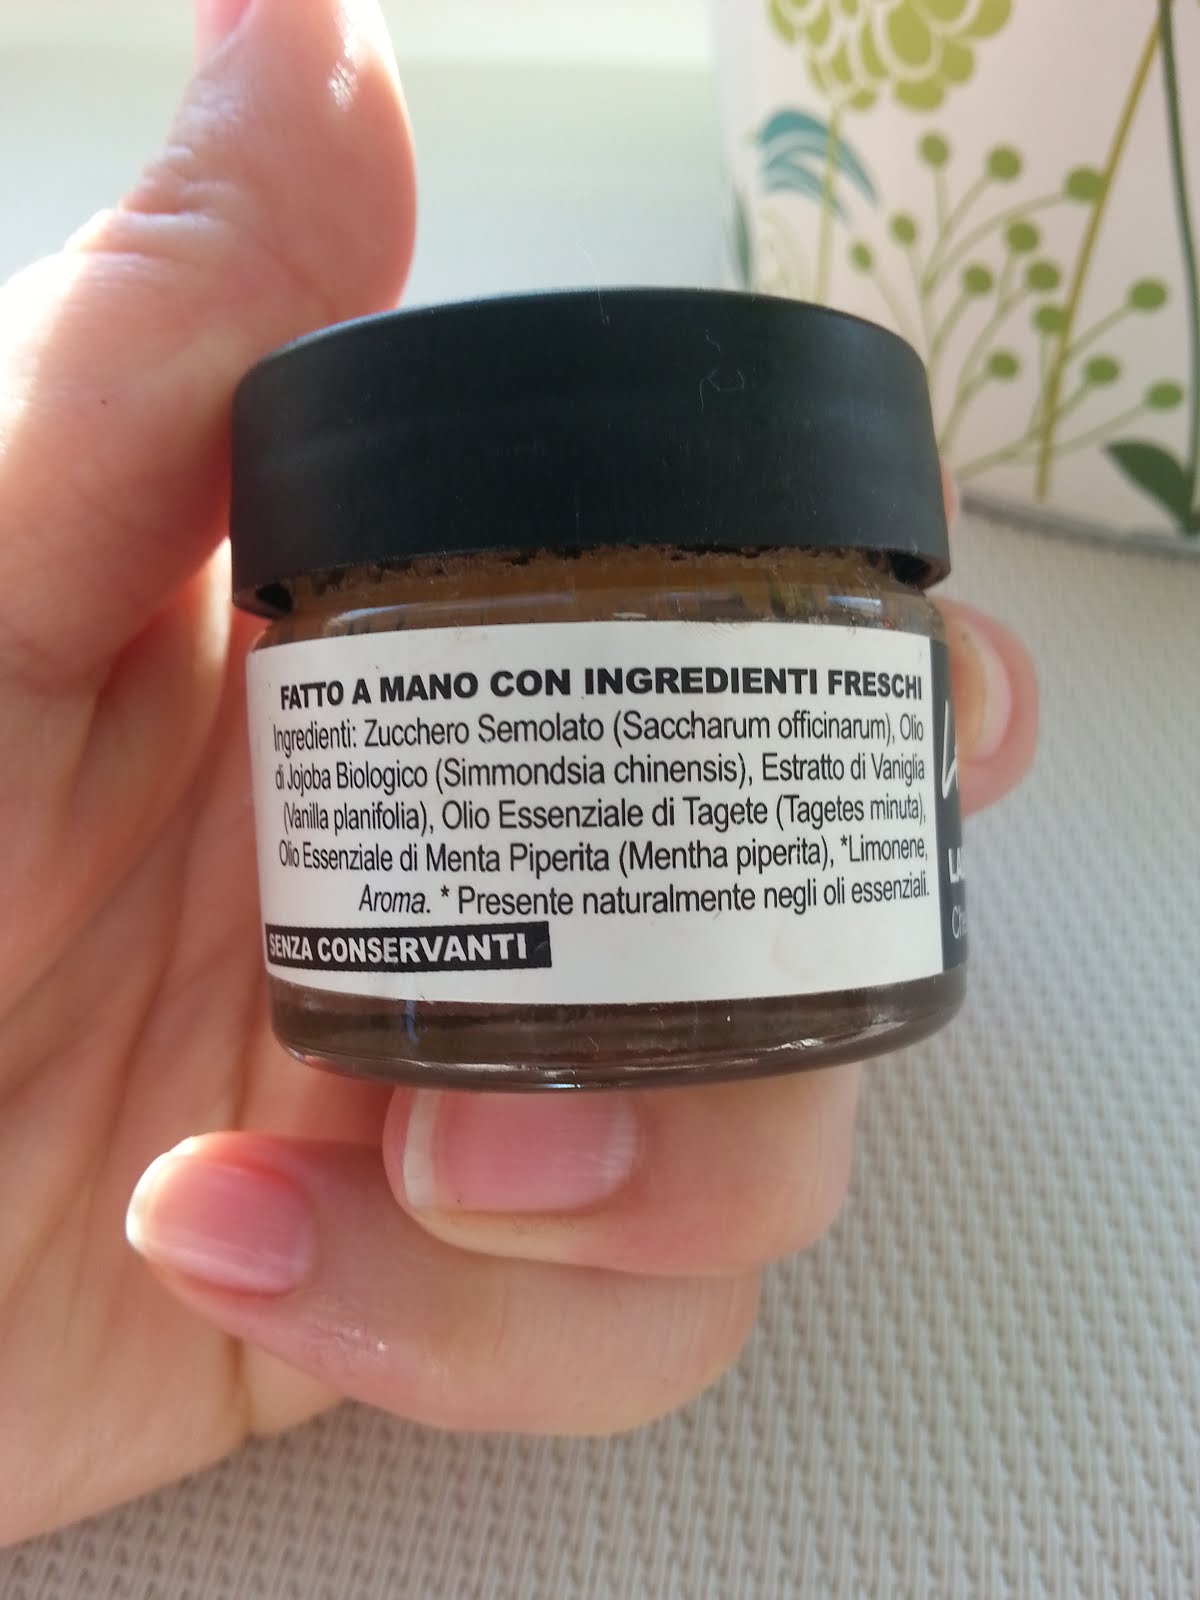 FATTO A MANO CON INGREDIENTI FRESCHI
Ingredienti: Zucchero Semolato (Saccharum officinarum), Olio
di Jojoba Biologico (Simmondsia chinensis), Estratto di Vaniglia
(Vanilla planifolia), Olio Essenziale di Tagete (Tagetes minuta),
Olio Essenziale di Menta Piperita (Mentha piperita), *Limonene,
Aroma. * Presente naturalmente negli oli essenziali.
SENZA CONSERVANTI